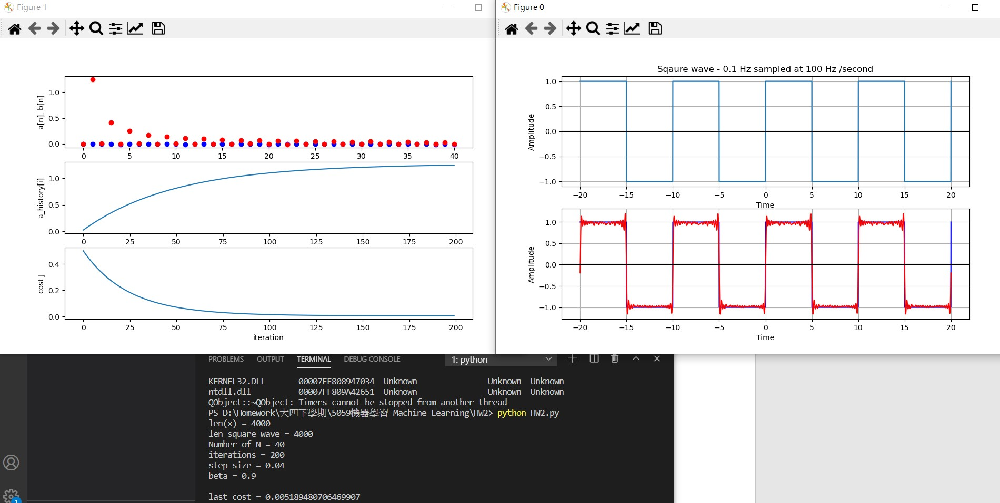 Figure 1
a[n], b[n]
1.0
0.5
0.0
0 5 10 15 20 25 30 35 40
a_history[i]
1.0
0.5
0.0
0 25 50 75 100 125 150 175 200
cost J
0.4
0.2
0.0
0 25 50 75 100 125 150 175 200
iteration
Figure 0
Sqaure wave - 0.1 Hz sampled at 100 Hz /second
Amplitude
1.0
0.5
0.0
−0.5
−1.0
−20 −15 −10 −5 0 5 10 15 20
Time
Amplitude
1.0
0.5
0.0
−0.5
−1.0
−20 −15 −10 −5 0 5 10 15 20
Time
PROBLEMS OUTPUT TERMINAL DEBUG CONSOLE 1: python
KERNEL32.DLL 00007FF808947034 Unknown Unknown Unknown
ntdll.dll 00007FF809A42651 Unknown Unknown Unknown
QObject::~QObject: Timers cannot be stopped from another thread
PS D:\Homework\大四下學期\5059機器學習 Machine Learning\HW2> python HW2.py
len(x) = 4000
len square wave = 4000
Number of N = 40
iterations = 200
step size = 0.04
beta = 0.9
last cost = 0.005189480706469907
1